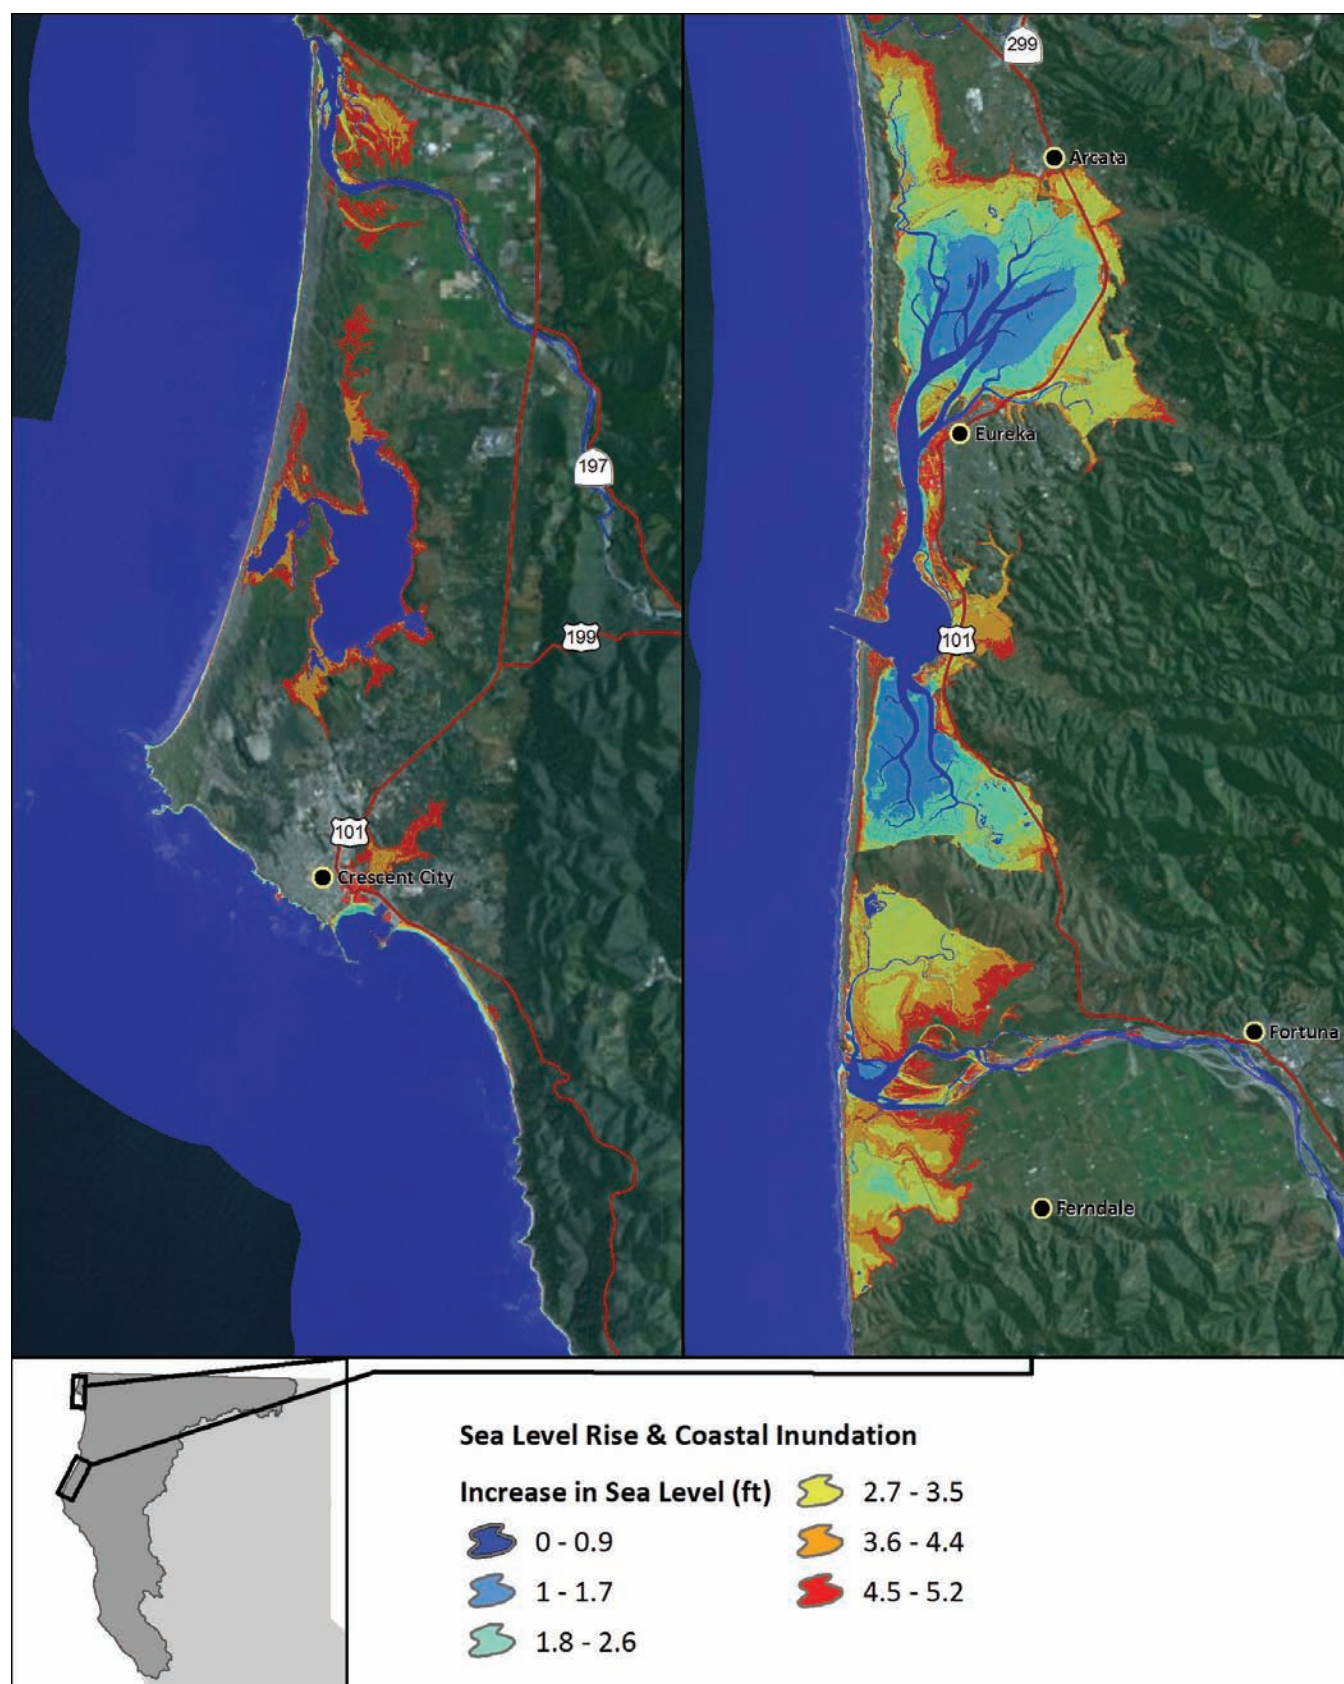 299
Arcata
Eureka
197
199
101
101
Crescent City
Fortuna
Ferndale
Sea Level Rise & Coastal Inundation
Increase in Sea Level (ft)
0 - 0.9
1 - 1.7
1.8 - 2.6
2.7 - 3.5
3.6 - 4.4
4.5 - 5.2